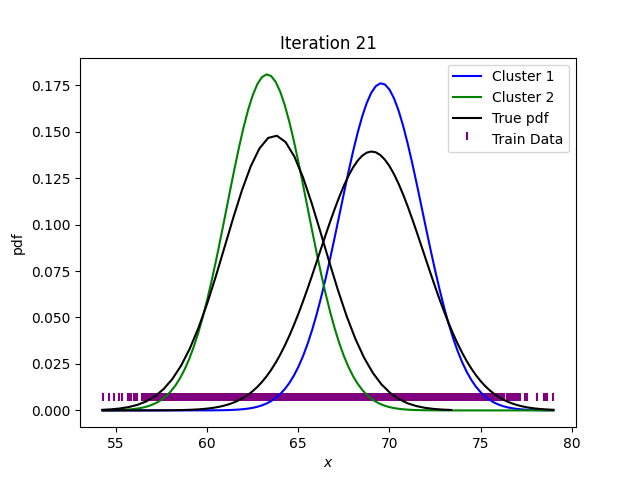 Iteration 21
Cluster 1
Cluster 2
True pdf
Train Data
pdf
0.175
0.150
0.125
0.100
0.075
0.050
0.025
0.000
55 60 65 70 75 80
x